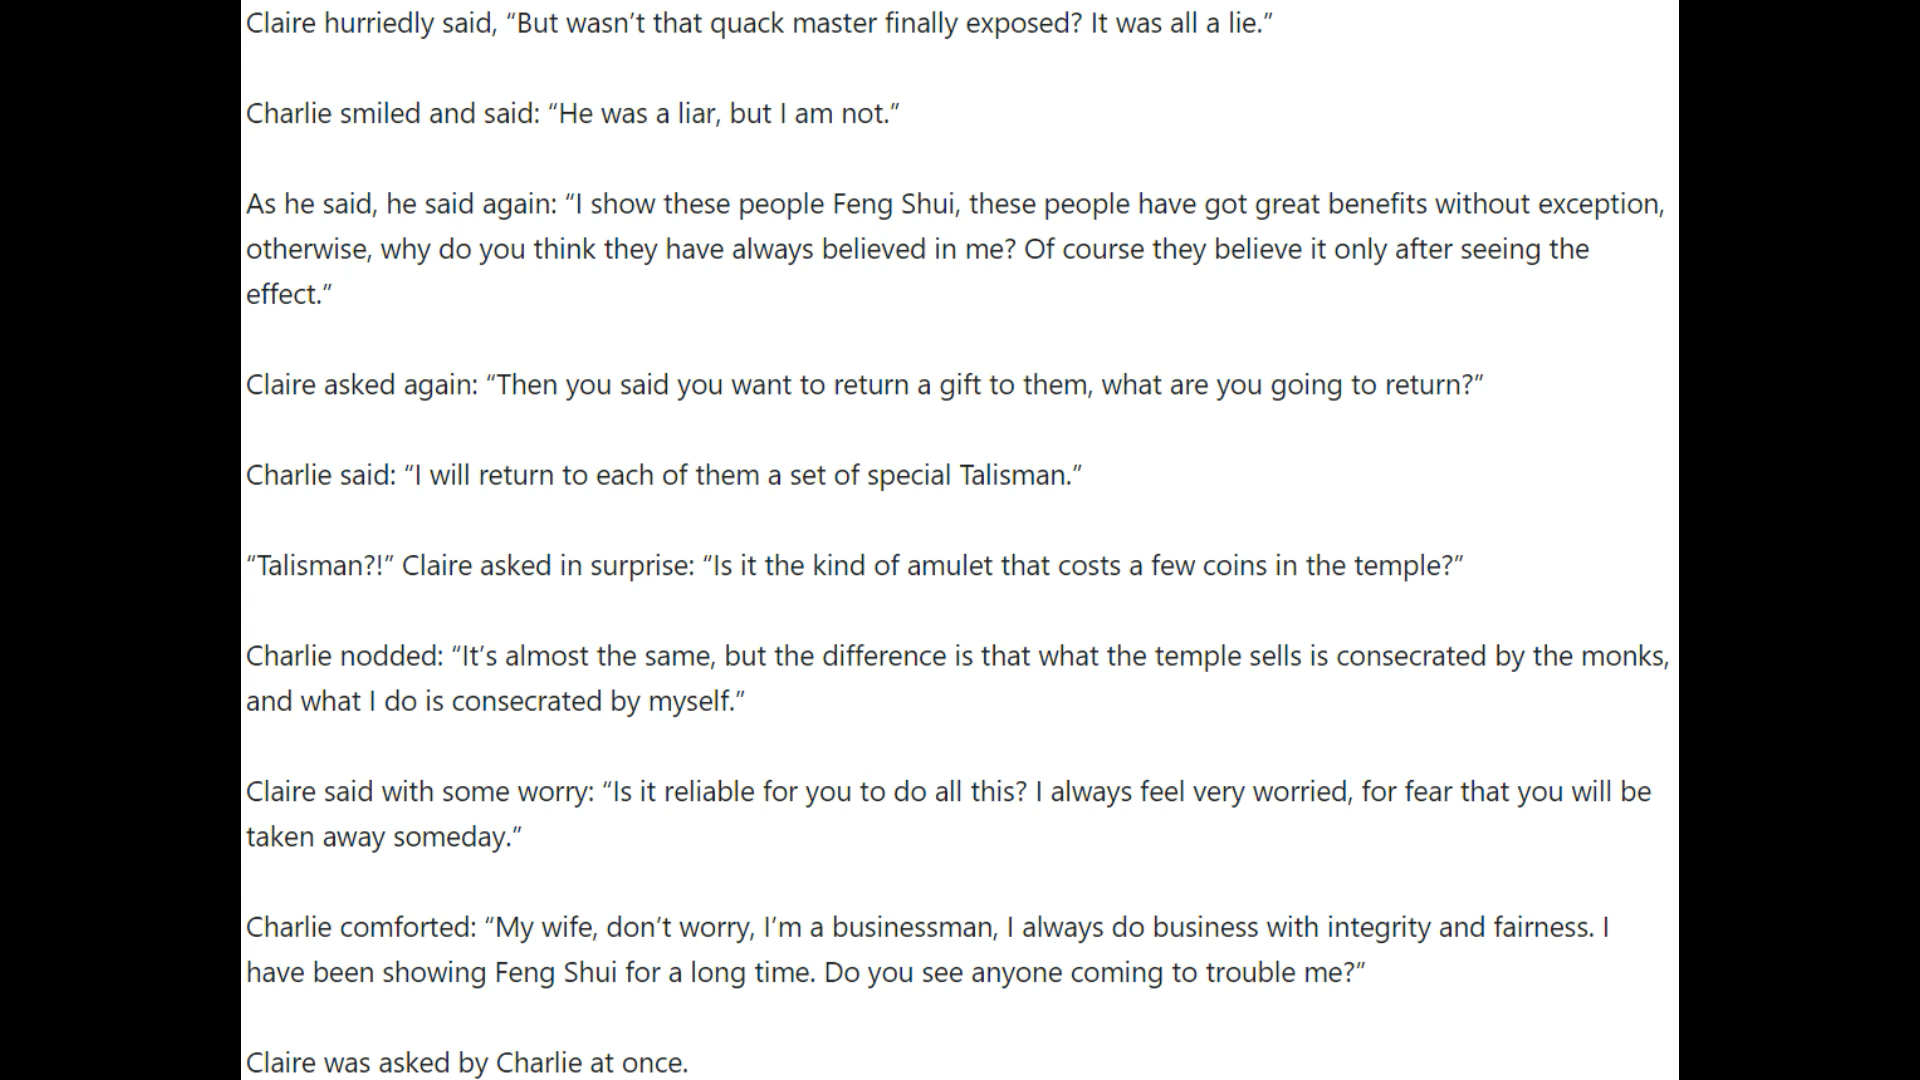 Claire hurriedly said, “But wasn’t that quack master finally exposed? It was all a lie.”
Charlie smiled and said: “He was a liar, but I am not.”
As he said, he said again: “I show these people Feng Shui, these people have got great benefits without exception,
otherwise, why do you think they have always believed in me? Of course they believe it only after seeing the
effect.”
Claire asked again: “Then you said you want to return a gift to them, what are you going to return?”
Charlie said: “I will return to each of them a set of special Talisman.”
“Talisman?!” Claire asked in surprise: “Is it the kind of amulet that costs a few coins in the temple?”
Charlie nodded: “It’s almost the same, but the difference is that what the temple sells is consecrated by the monks,
and what I do is consecrated by myself.”
Claire said with some worry: “Is it reliable for you to do all this? I always feel very worried, for fear that you will be
taken away someday.”
Charlie comforted: “My wife, don’t worry, I’m a businessman, I always do business with integrity and fairness. I
have been showing Feng Shui for a long time. Do you see anyone coming to trouble me?”
Claire was asked by Charlie at once.